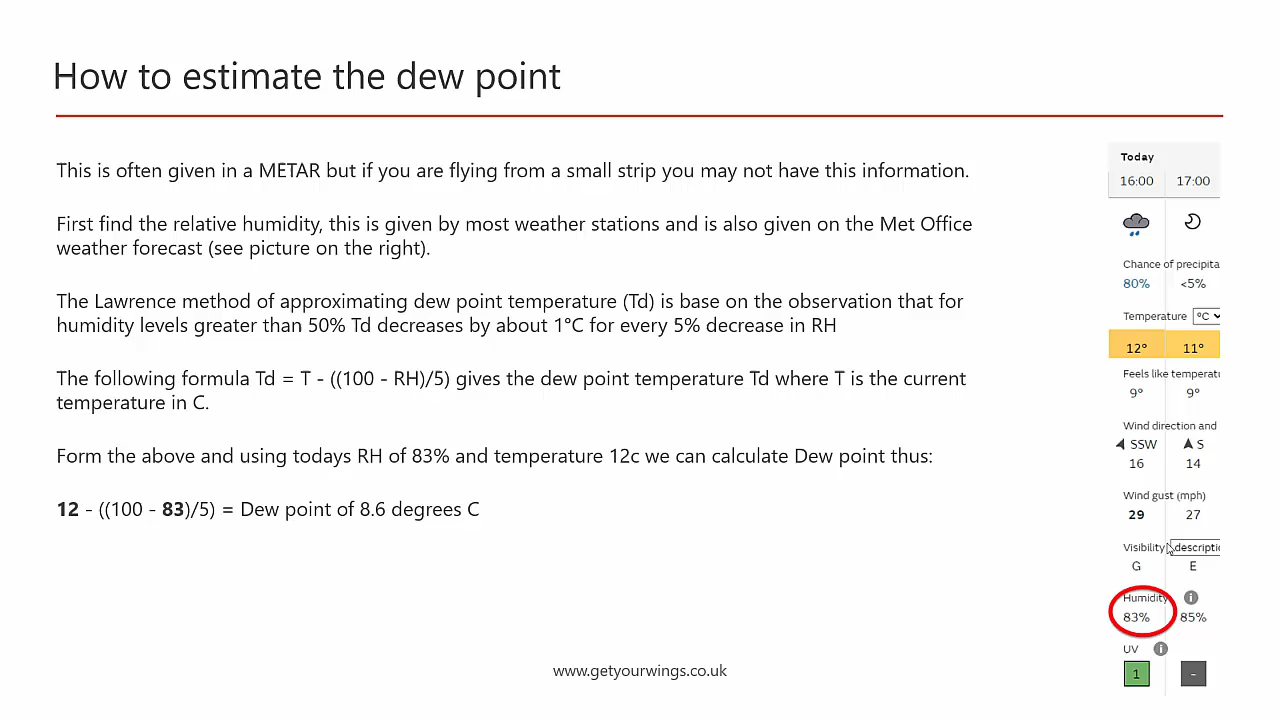 How to estimate the dew point
This is often given in a METAR but if you are flying from a small strip you may not have this information.
First find the relative humidity, this is given by most weather stations and is also given on the Met Office
weather forecast (see picture on the right).
The Lawrence method of approximating dew point temperature (Td) is base on the observation that for
humidity levels greater than 50% Td decreases by about 1°C for every 5% decrease in RH
The following formula Td = T - ((100 - RH)/5) gives the dew point temperature Td where T is the current
temperature in C.
Form the above and using todays RH of 83% and temperature 12c we can calculate Dew point thus:
12 - ((100 - 83)/5) = Dew point of 8.6 degrees C
Today
16:00 17:00
Chance of precipita
80% <5%
Temperature °C
12° 11°
Feels like temperatu
9° 9°
Wind direction and
SSW S
16 14
Wind gust (mph)
29 27
Visibility descriptio
G E
Humidity i
83% 85%
UV i
1 -
www.getyourwings.co.uk